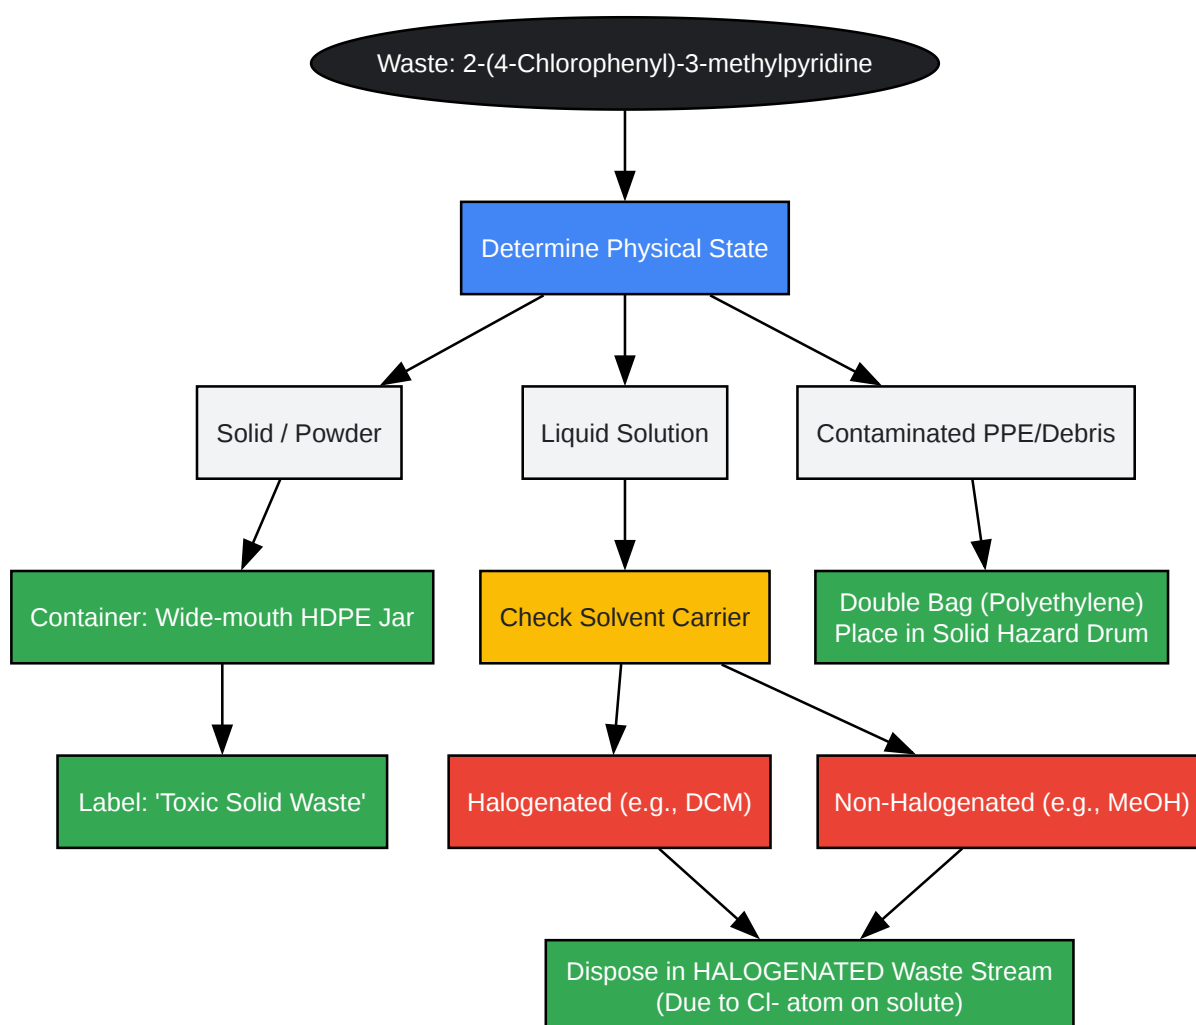 Waste: 2-(4-Chlorophenyl)-3-methylpyridine
Determine Physical State
Solid / Powder
Liquid Solution
Contaminated PPE/Debris
Container: Wide-mouth HDPE Jar
Check Solvent Carrier
Double Bag (Polyethylene)
Place in Solid Hazard Drum
Label: 'Toxic Solid Waste'
Halogenated (e.g., DCM)
Non-Halogenated (e.g., MeOH)
Dispose in HALOGENATED Waste Stream
(Due to Cl- atom on solute)